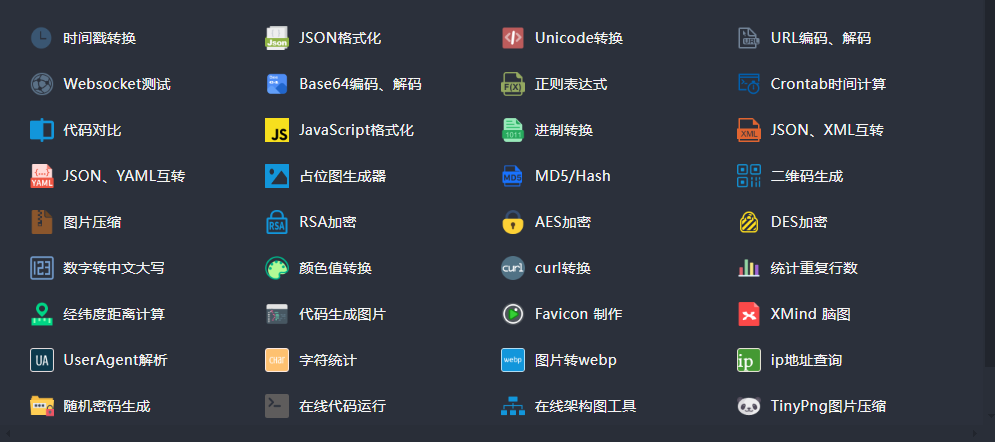 时间戳转换 JSON格式化 Unicode转换 URL编码、解码
Websocket测试 Base64编码、解码 正则表达式 Crontab时间计算
代码对比 JavaScript格式化 进制转换 JSON、XML互转
JSON、YAML互转 占位图生成器 MD5/Hash 二维码生成
图片压缩 RSA加密 AES加密 DES加密
数字转中文大写 颜色值转换 curl转换 统计重复行数
经纬度距离计算 代码生成图片 Favicon 制作 XMind 脑图
UserAgent解析 字符统计 图片转webp ip地址查询
随机密码生成 在线代码运行 在线架构图工具 TinyPng图片压缩